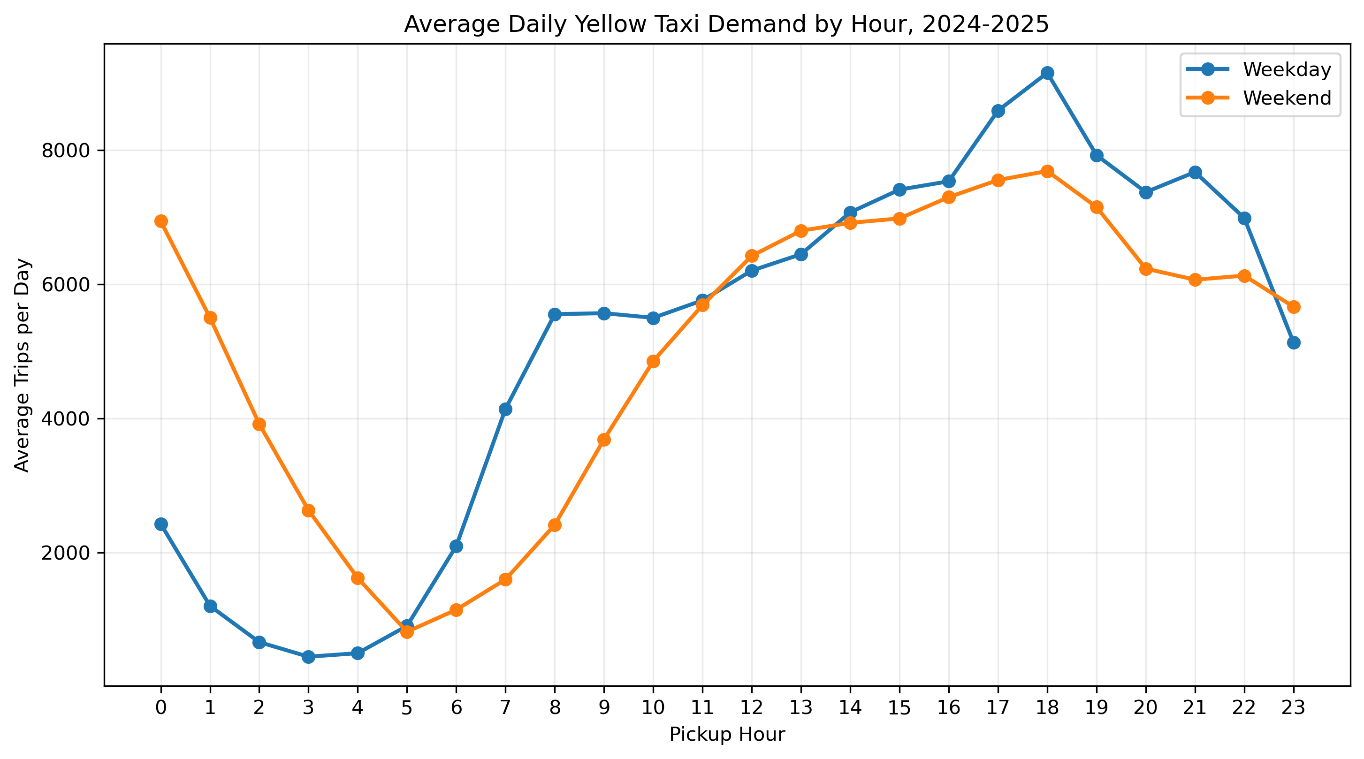 Average Daily Yellow Taxi Demand by Hour, 2024-2025
Weekday
Weekend
Average Trips per Day
8000
6000
4000
2000
0 1 2 3 4 5 6 7 8 9 10 11 12 13 14 15 16 17 18 19 20 21 22 23
Pickup Hour